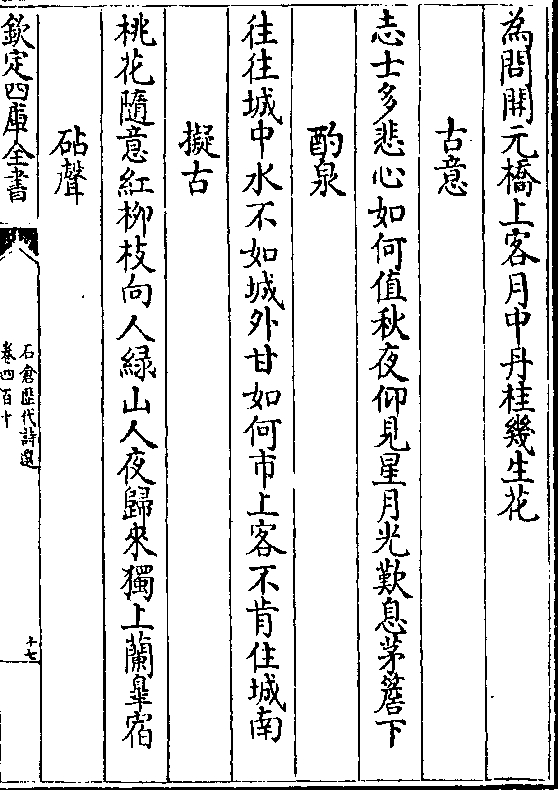 為問開元橋上客月中丹桂幾生花
古意
志士多悲心如何值秋夜仰見星月光歎息茅簷下
酌泉
往往城中水不如城外甘如何市上客不肯住城南
擬古
桃花隨意紅柳枝向人綠山人夜歸來獨上蘭臯宿
砧聲
欽定四庫全書
石倉歷代詩選
卷四百十
十七